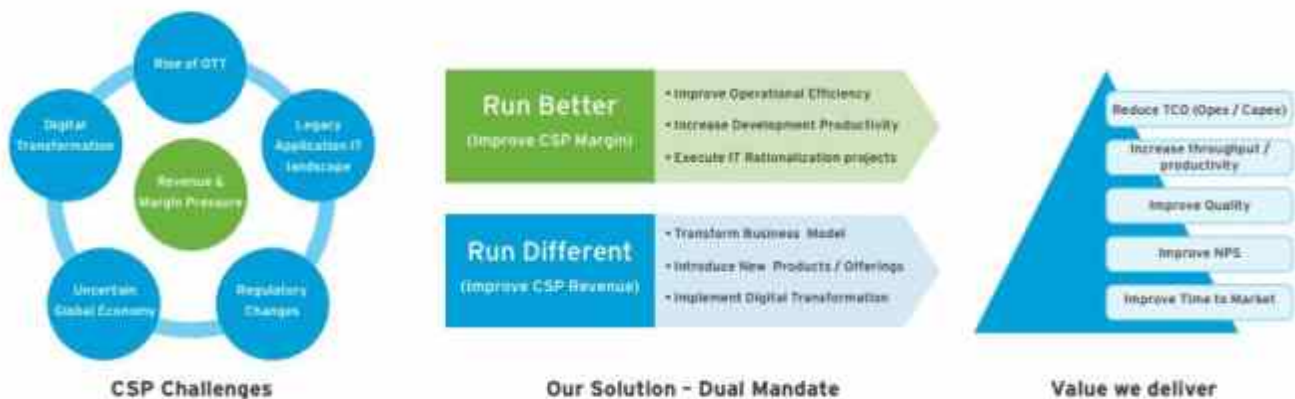 Rise of OTT
Digital
Transformation
Legacy
Application IT
landscape
Revenue &
Margin Pressure
Uncertain
Global Economy
Regulatory
Changes
CSP Challenges
Run Better
(Improve CSP Margin)
• Improve Operational Efficiency
• Increase Development Productivity
• Execute IT Rationalization projects
Run Different
(Improve CSP Revenue)
• Transform Business Model
• Introduce New Products / Offerings
• Implement Digital Transformation
Our Solution – Dual Mandate
Reduce TCO (Opex / Capex)
Increase throughput /
productivity
Improve Quality
Improve NPS
Improve Time to Market
Value we deliver